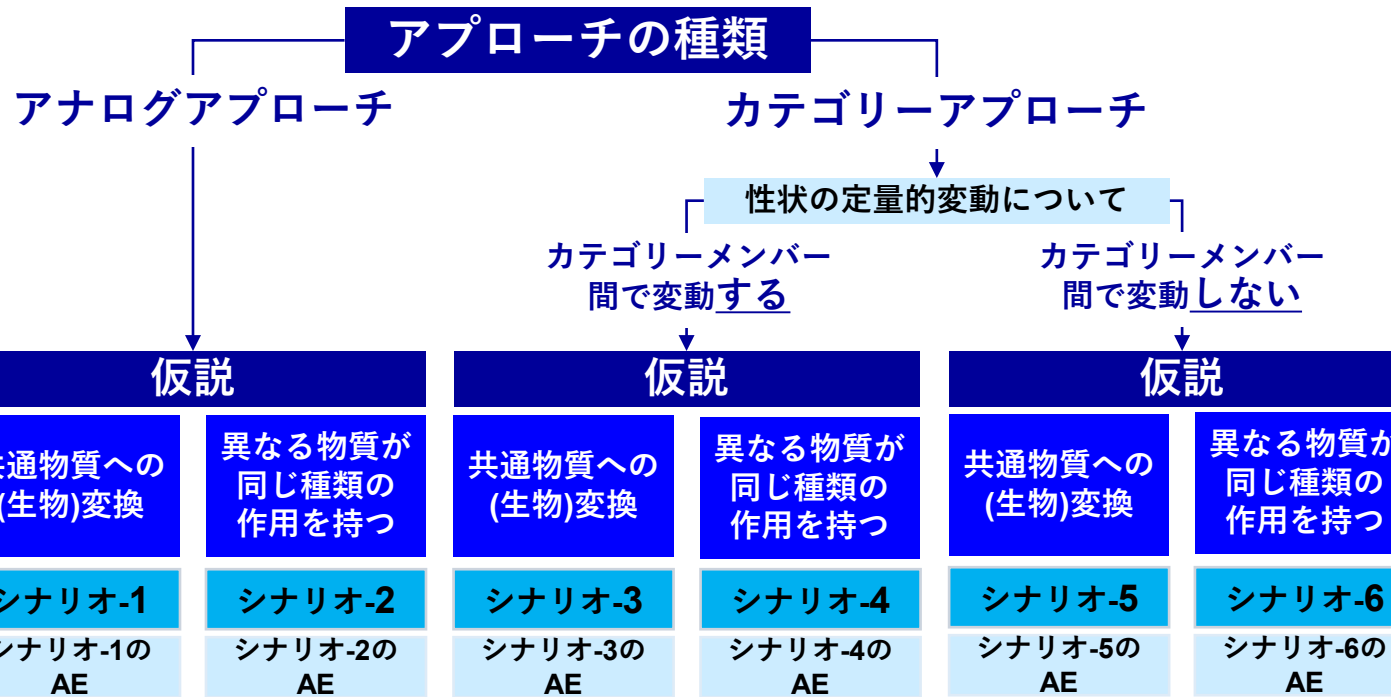 アプローチの種類
アナログアプローチ
カテゴリーアプローチ
性状の定量的変動について
カテゴリーメンバー
間で変動する
カテゴリーメンバー
間で変動しない
仮説
仮説
仮説
共通物質への
(生物)変換
異なる物質が
同じ種類の
作用を持つ
共通物質への
(生物)変換
異なる物質が
同じ種類の
作用を持つ
共通物質への
(生物)変換
異なる物質が
同じ種類の
作用を持つ
シナリオ-1
シナリオ-2
シナリオ-3
シナリオ-4
シナリオ-5
シナリオ-6
シナリオ-1の
AE
シナリオ-2の
AE
シナリオ-3の
AE
シナリオ-4の
AE
シナリオ-5の
AE
シナリオ-6の
AE